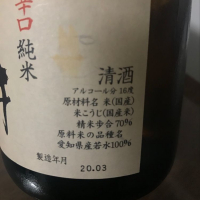 辛口純米
清酒
アルコール分16度
原材料名 米(国産)
米こうじ(国産米)
精米歩合70%
原料米の品種名
愛知県産若水100%
製造年月 20.03